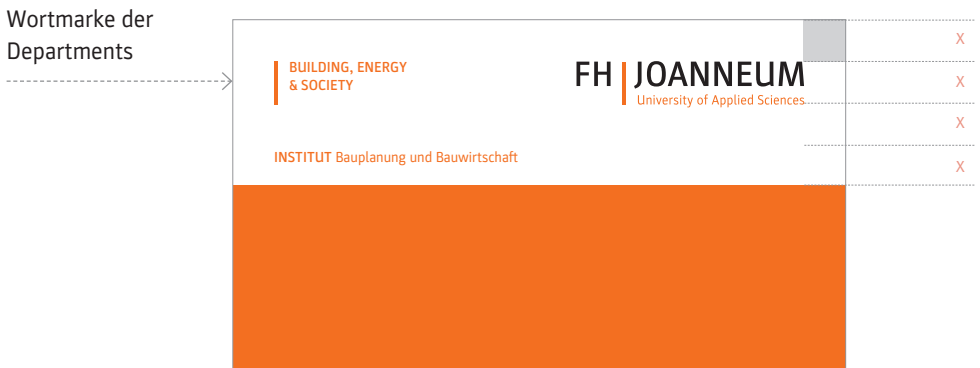 Wortmarke der
Departments
BUILDING, ENERGY
& SOCIETY
FH JOANNEUM
University of Applied Sciences
INSTITUT Bauplanung und Bauwirtschaft
X
X
X
X